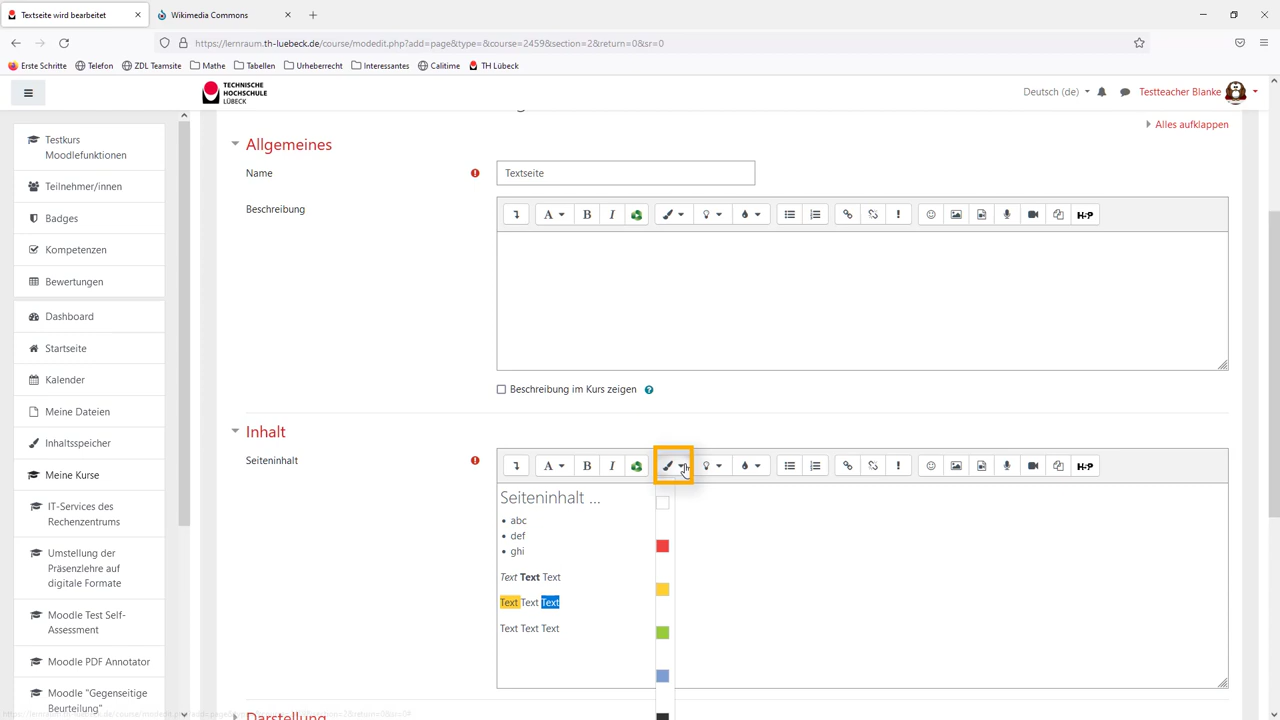 Textseite wird bearbeitet
Wikimedia Commons
https://lernraum.th-luebeck.de/course/modedit.php?add=page&type=&course=2459&section=2&return=0&sr=0
Erste Schritte
Telefon
ZDL Teamsite
Mathe
Tabellen
Urheberrecht
Interessantes
Calitime
TH Lübeck
TECHNISCHE
HOCHSCHULE
LÜBECK
Deutsch (de)
Testteacher Blanke
Alles aufklappen
Testkurs
Moodlefunktionen
Teilnehmer/innen
Badges
Kompetenzen
Bewertungen
Dashboard
Startseite
Kalender
Meine Dateien
Inhaltsspeicher
Meine Kurse
IT-Services des
Rechenzentrums
Umstellung der
Präsenzlehre auf
digitale Formate
Moodle Test Self-
Assessment
Moodle PDF Annotator
Moodle "Gegenseitige
Beurteilung"
Allgemeines
Name
Textseite
Beschreibung
A B I
H-P
Beschreibung im Kurs zeigen
Inhalt
Seiteninhalt
A B I
H-P
Seiteninhalt ...
• abc
• def
• ghi
Text Text Text
Text Text Text
Text Text Text
Darstellung